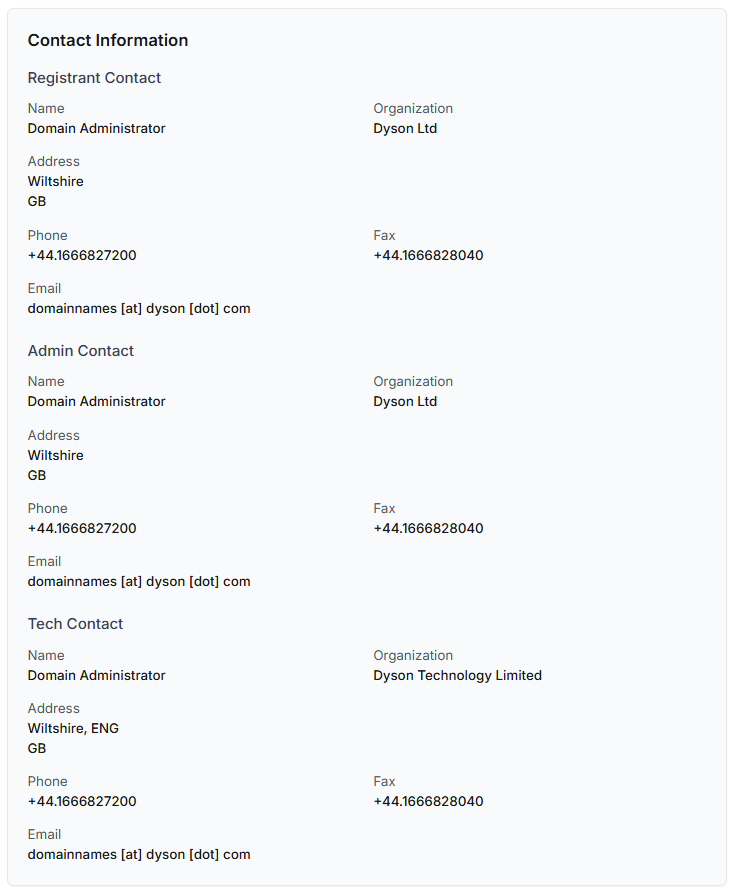 Contact Information
Registrant Contact
Name
Domain Administrator
Organization
Dyson Ltd
Address
Wiltshire
GB
Phone
+44.1666827200
Fax
+44.1666828040
Email
domainnames [at] dyson [dot] com
Admin Contact
Name
Domain Administrator
Organization
Dyson Ltd
Address
Wiltshire
GB
Phone
+44.1666827200
Fax
+44.1666828040
Email
domainnames [at] dyson [dot] com
Tech Contact
Name
Domain Administrator
Organization
Dyson Technology Limited
Address
Wiltshire, ENG
GB
Phone
+44.1666827200
Fax
+44.1666828040
Email
domainnames [at] dyson [dot] com